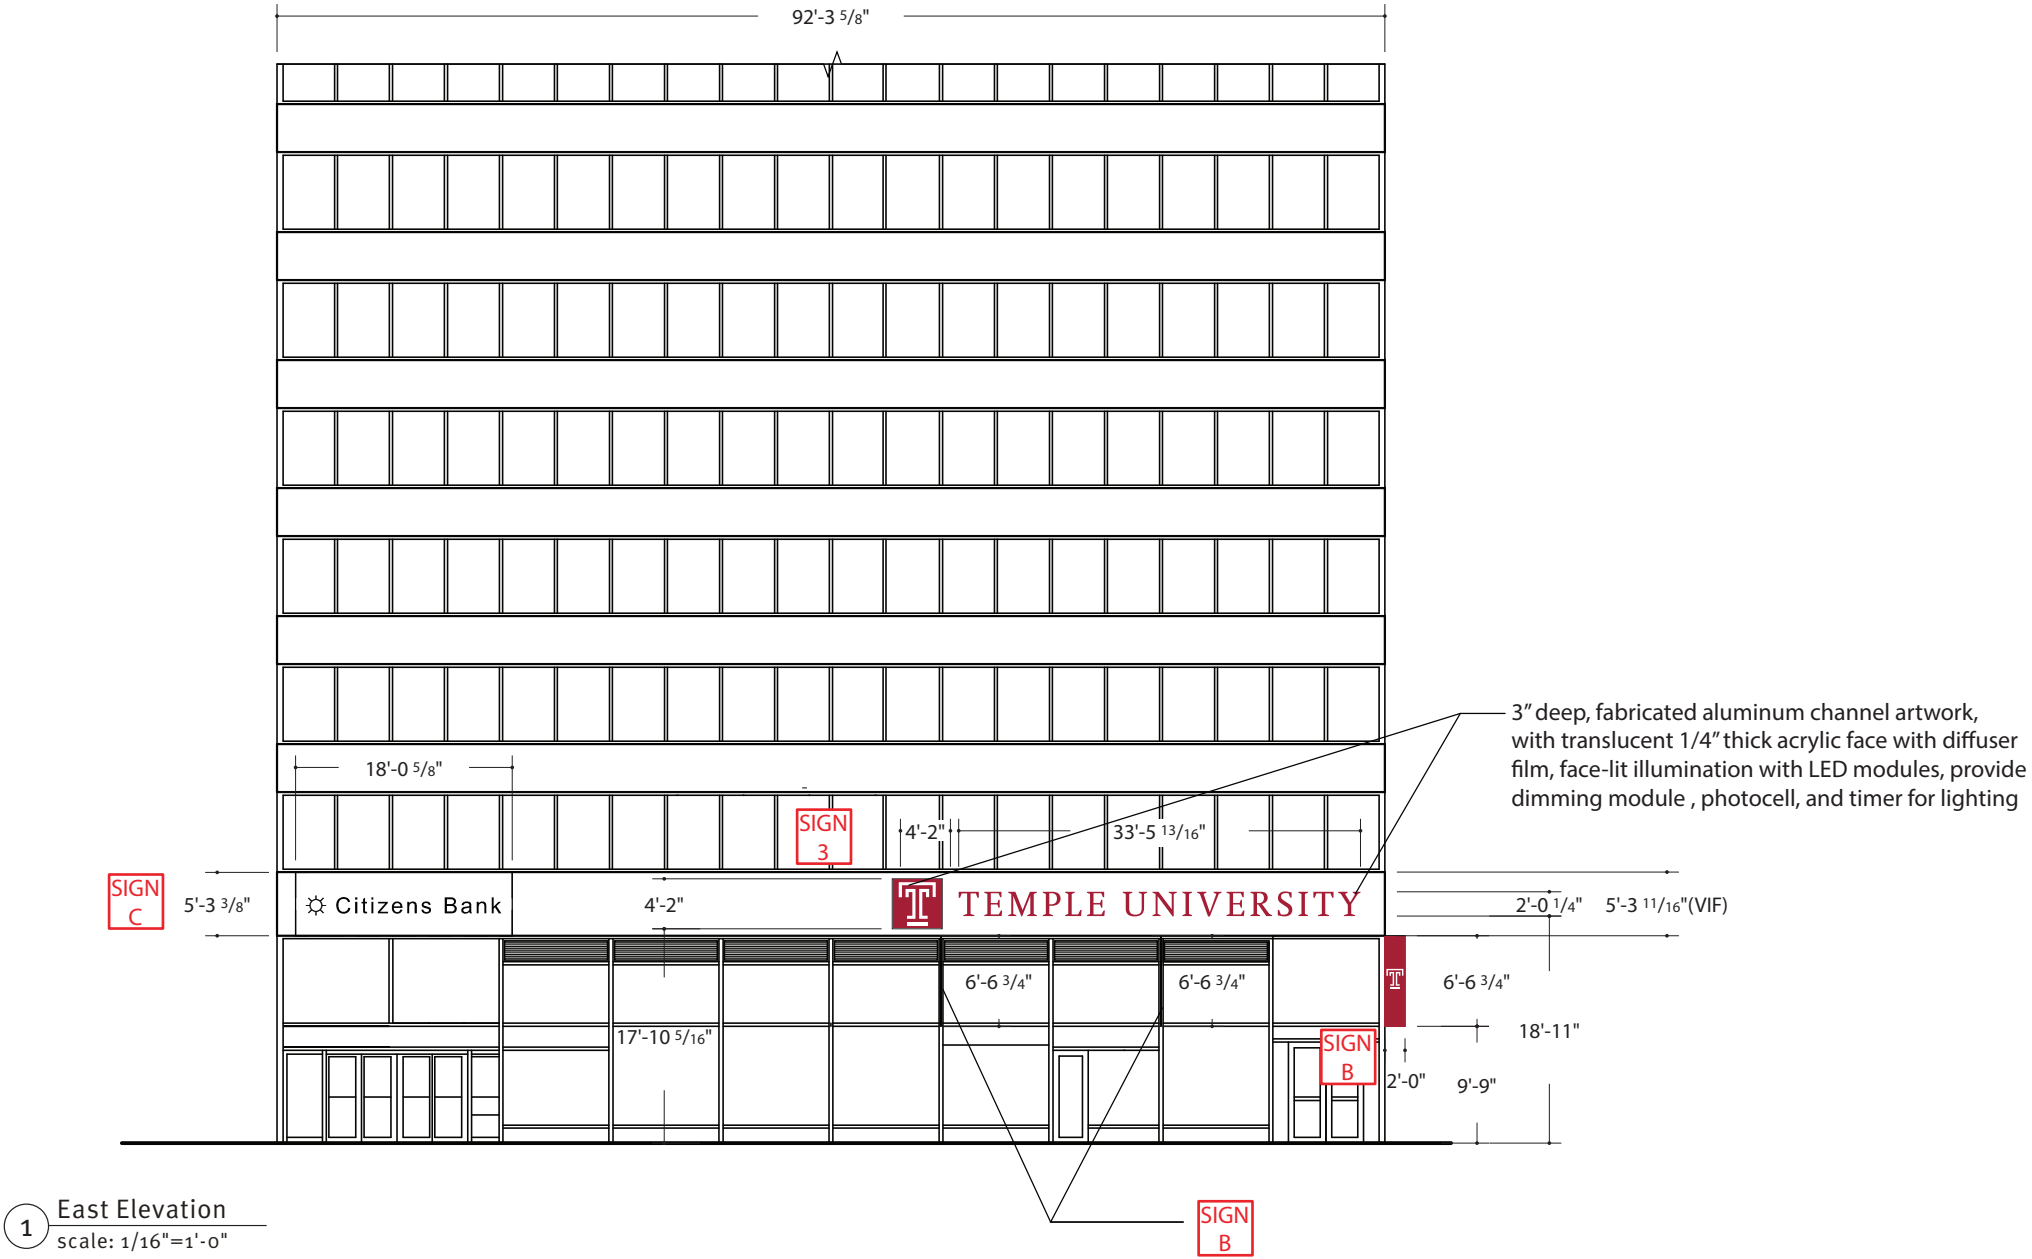 92'-3 5/8"
3" deep, fabricated aluminum channel artwork,
with translucent 1/4" thick acrylic face with diffuser
film, face-lit illumination with LED modules, provide
dimming module , photocell, and timer for lighting
18'-0 5/8"
SIGN
3
4'-2"
33'-5 13/16"
SIGN
C
5'-3 3/8"
Citizens Bank
4'-2"
T
TEMPLE UNIVERSITY
2'-0 1/4"
5'-3 11/16"(VIF)
6'-6 3/4"
6'-6 3/4"
T
6'-6 3/4"
17'-10 5/16"
18'-11"
SIGN
B
2'-0"
9'-9"
SIGN
B
1
East Elevation
scale: 1/16"=1'-0"